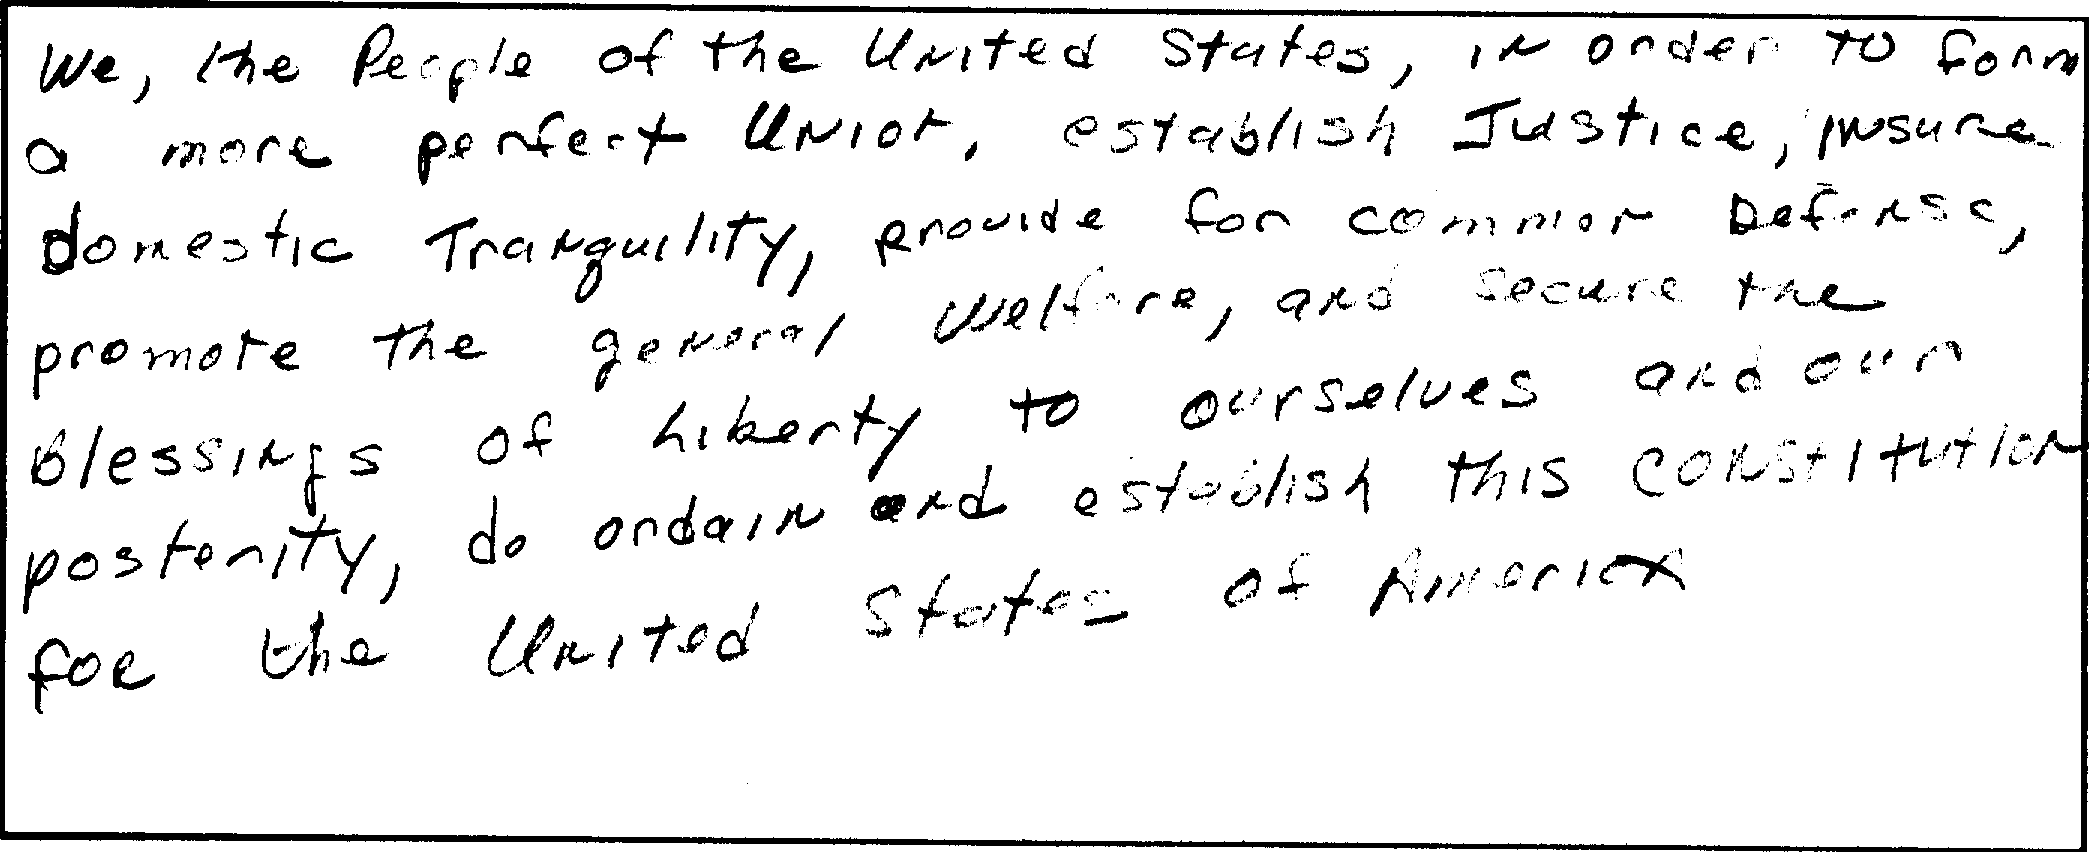 We, the People of the United States, in order to form
a more perfect Union, establish Justice, insure
domestic Tranquility, provide for common Defense,
promote the general Welfare, and secure the
Blessings of Liberty to ourselves and our
posterity, do ordain and establish this Constitution
for the United States of America